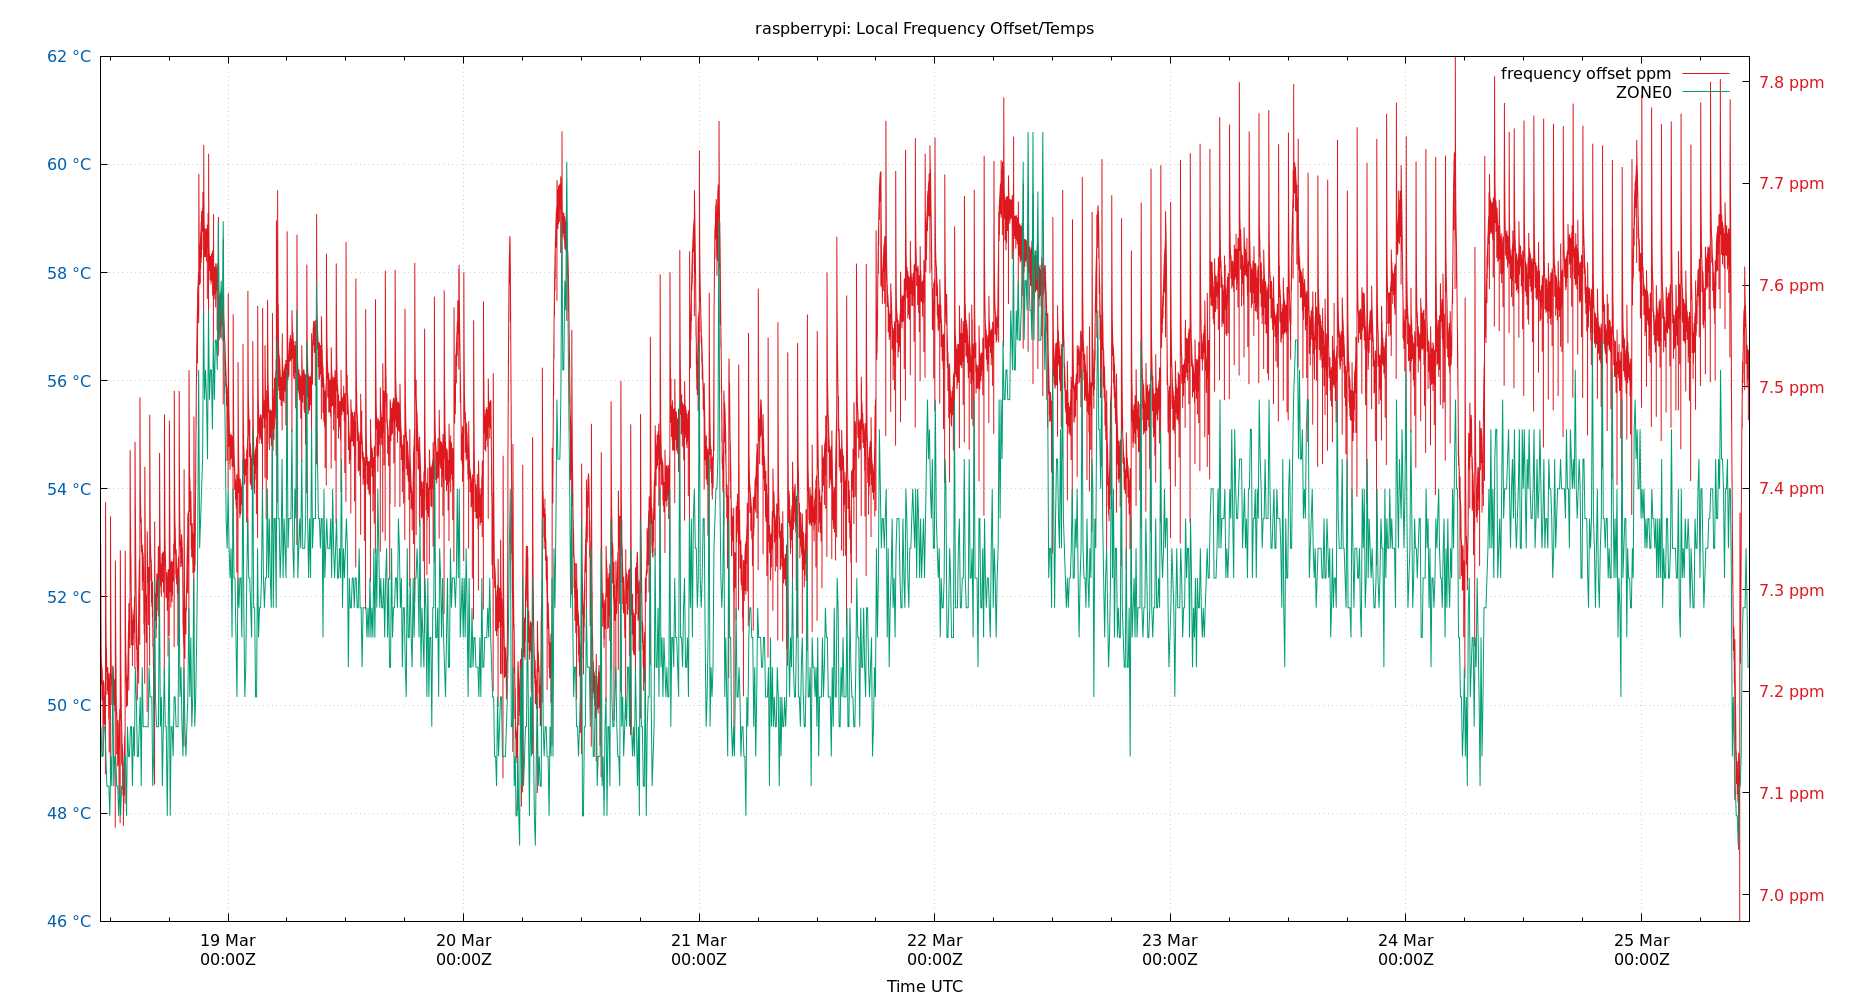 raspberrypi: Local Frequency Offset/Temps
62 °C
60 °C
58 °C
56 °C
54 °C
52 °C
50 °C
48 °C
46 °C
frequency offset ppm
ZONE0
7.8 ppm
7.7 ppm
7.6 ppm
7.5 ppm
7.4 ppm
7.3 ppm
7.2 ppm
7.1 ppm
7.0 ppm
19 Mar 20 Mar 21 Mar 22 Mar 23 Mar 24 Mar 25 Mar
00:00Z 00:00Z 00:00Z 00:00Z 00:00Z 00:00Z 00:00Z
Time UTC